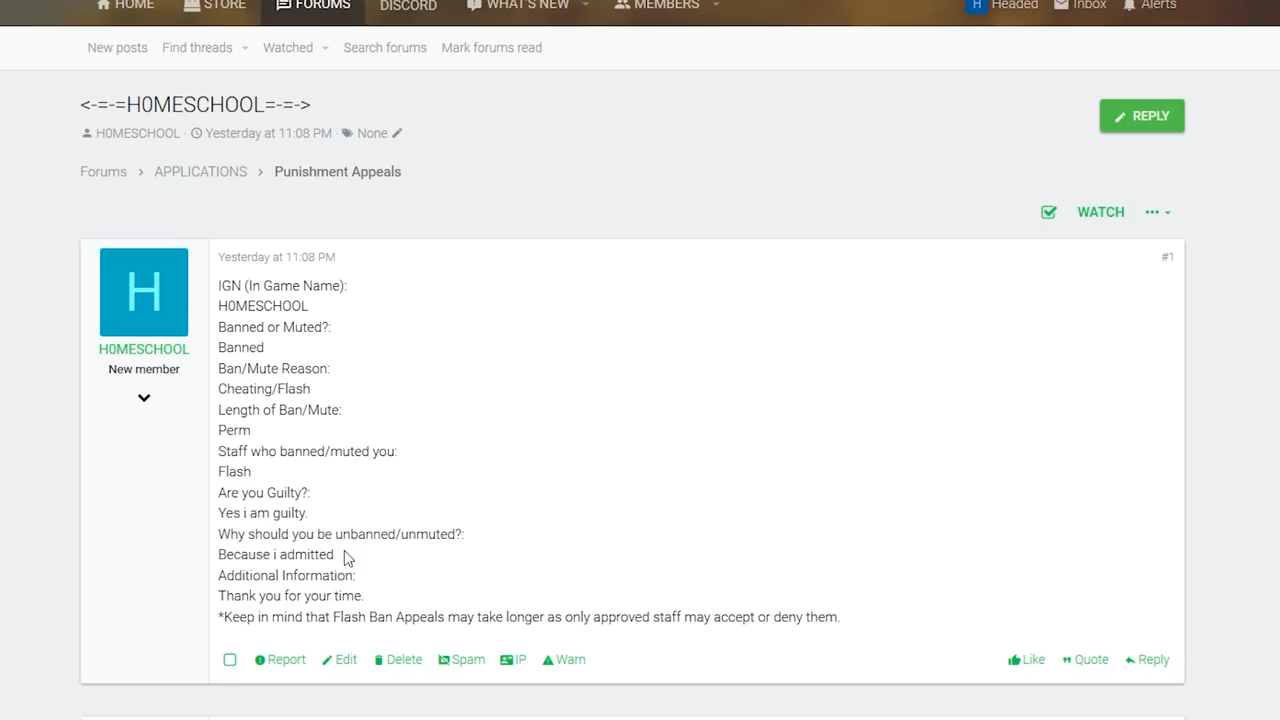 HOME STORE FORUMS DISCORD WHAT'S NEW MEMBERS H Headed Inbox Alerts
New posts Find threads Watched Search forums Mark forums read
<-=-=H0MESCHOOL=-=->
REPLY
H0MESCHOOL · Yesterday at 11:08 PM · None
Forums > APPLICATIONS > Punishment Appeals
WATCH
H
H0MESCHOOL
New member
Yesterday at 11:08 PM #1
IGN (In Game Name):
H0MESCHOOL
Banned or Muted?:
Banned
Ban/Mute Reason:
Cheating/Flash
Length of Ban/Mute:
Perm
Staff who banned/muted you:
Flash
Are you Guilty?:
Yes i am guilty.
Why should you be unbanned/unmuted?:
Because i admitted
Additional Information:
Thank you for your time.
*Keep in mind that Flash Ban Appeals may take longer as only approved staff may accept or deny them.
Report Edit Delete Spam IP Warn Like Quote Reply